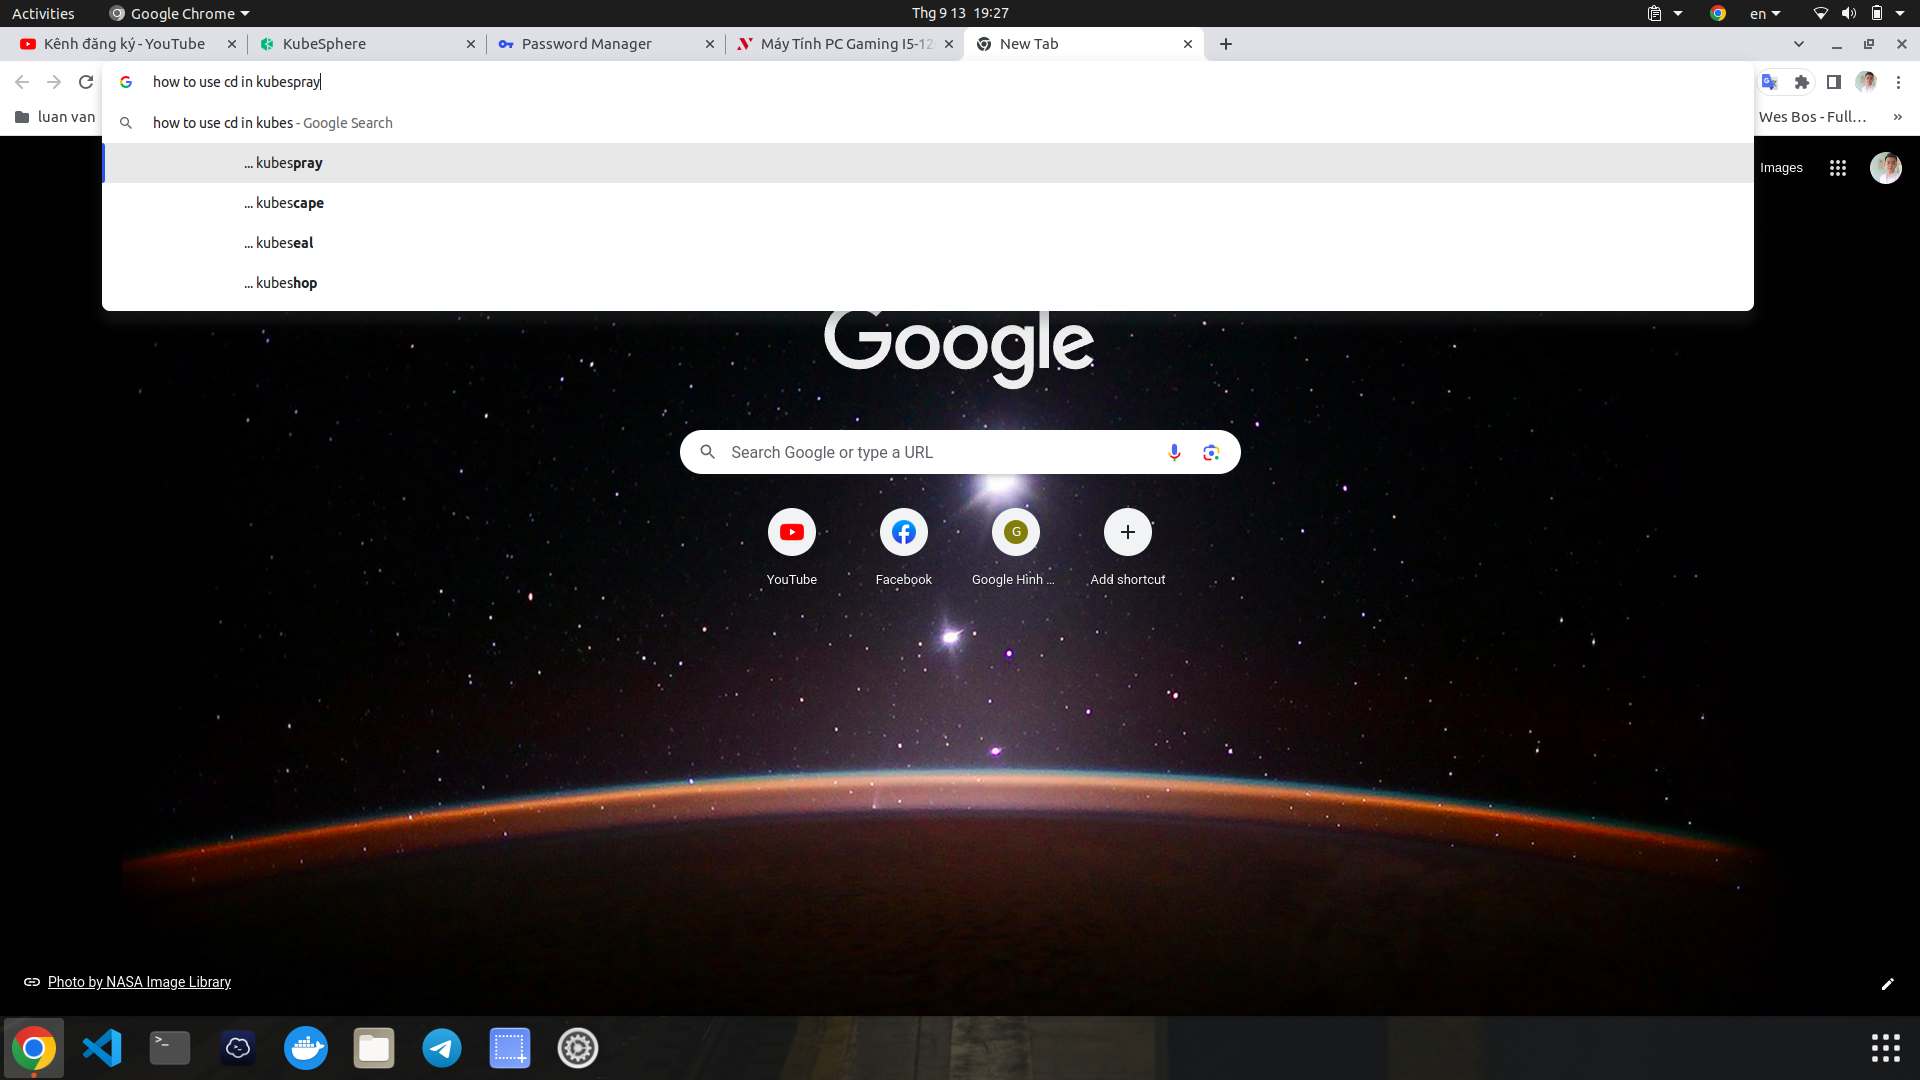 Activities
Google Chrome
Thg 9 13 19:27
en
Kênh đăng ký - YouTube
KubeSphere
Password Manager
Máy Tính PC Gaming I5-12
New Tab
how to use cd in kubespray
luan van
Wes Bos - Full…
»
how to use cd in kubes - Google Search
... kubespray
... kubescape
... kubeseal
... kubeshop
Images
Google
Search Google or type a URL
G
YouTube
Facebook
Google Hình ...
Add shortcut
Photo by NASA Image Library